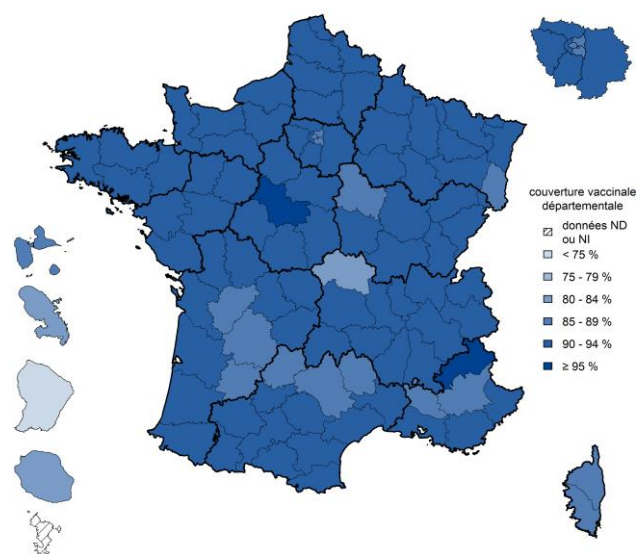 couverture vaccinale
départementale
données ND
ou NI
< 75 %
75 - 79 %
80 - 84 %
85 - 89 %
90 - 94 %
≥ 95 %